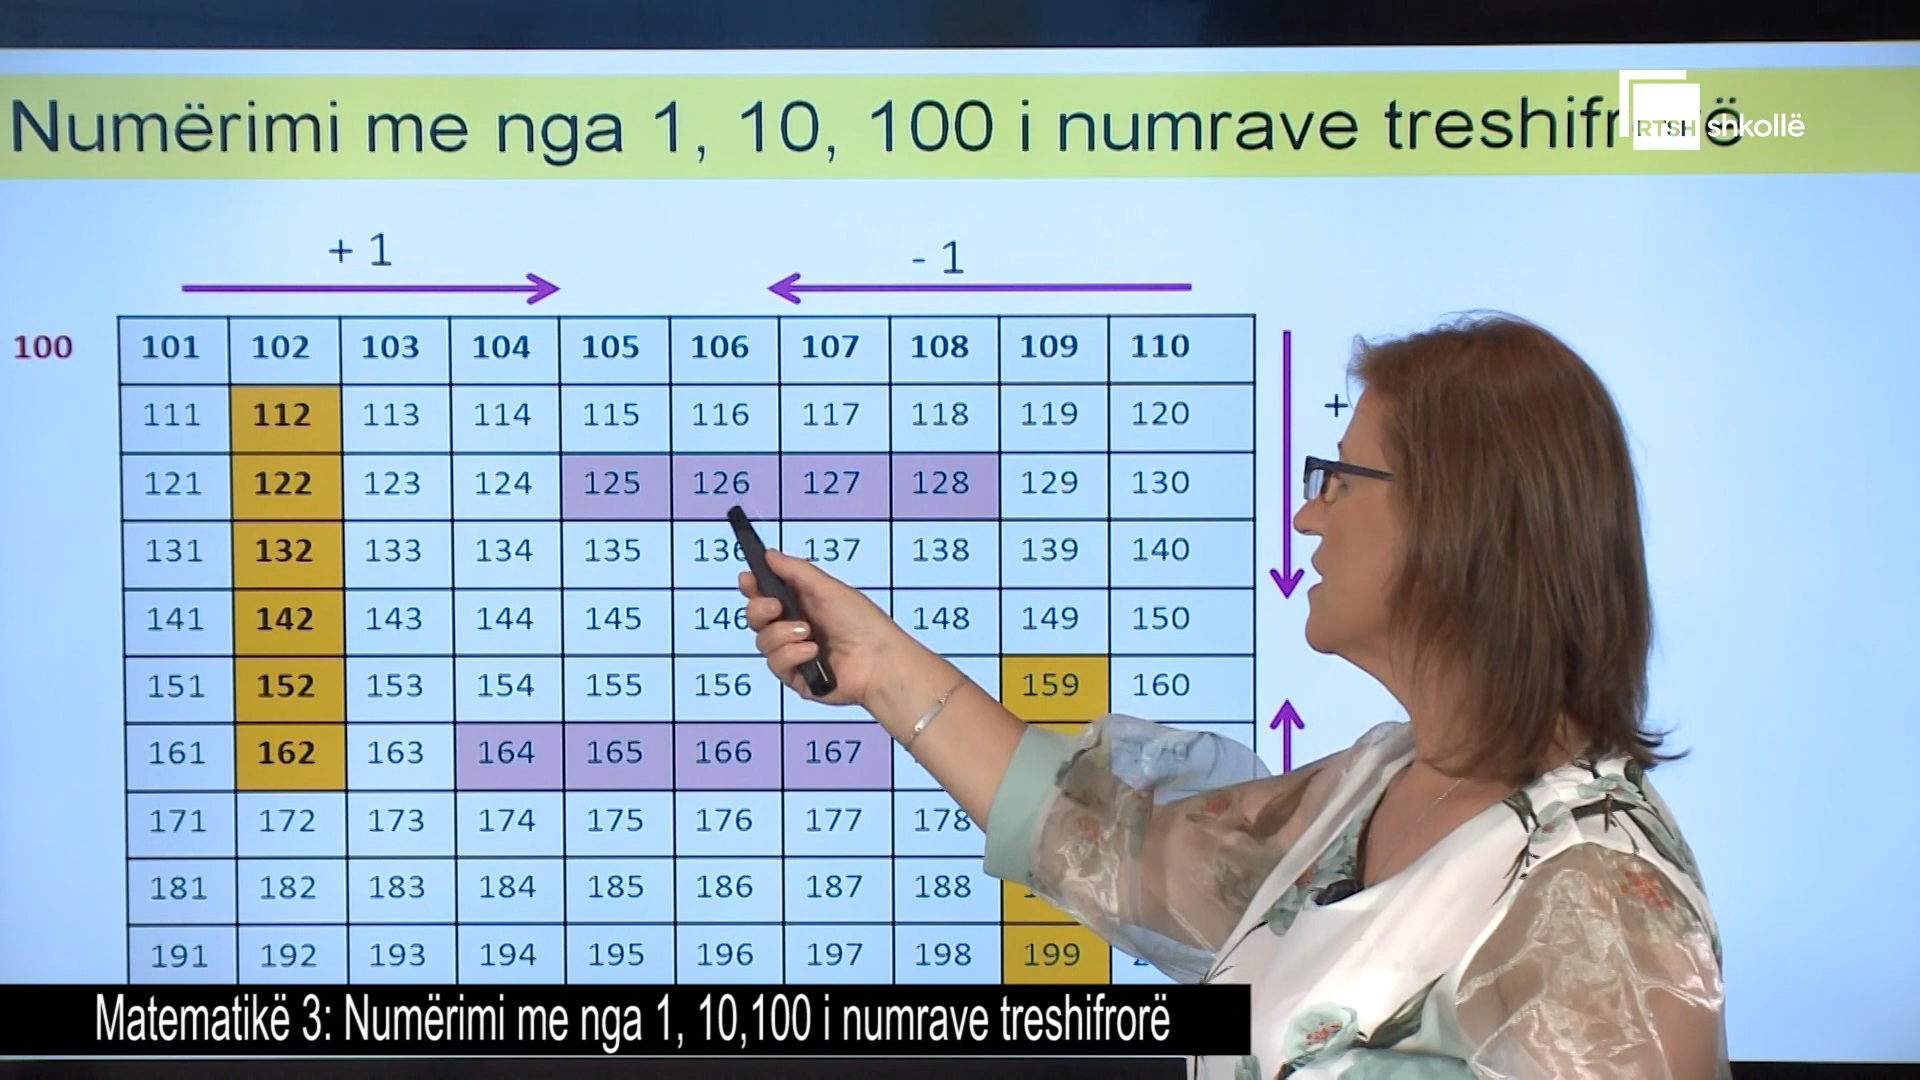 Numërimi me nga 1, 10, 100 i numrave
RTSH shkollë
+ 1
- 1
100 101 102 103 104 105 106 107 108 109 110
+
111 112 113 114 115 116 117 118 119 120
121 122 123 124 125 126 127 128 129 130
131 132 133 134 135 136 137 138 139 140
141 142 143 144 145 146 148 149 150
151 152 153 154 155 156 159 160
161 162 163 164 165 166 167
171 172 173 174 175 176 177 178
181 182 183 184 185 186 187 188
191 192 193 194 195 196 197 198 199
Matematikë 3: Numërimi me nga 1, 10,100 i numrave treshifrorë